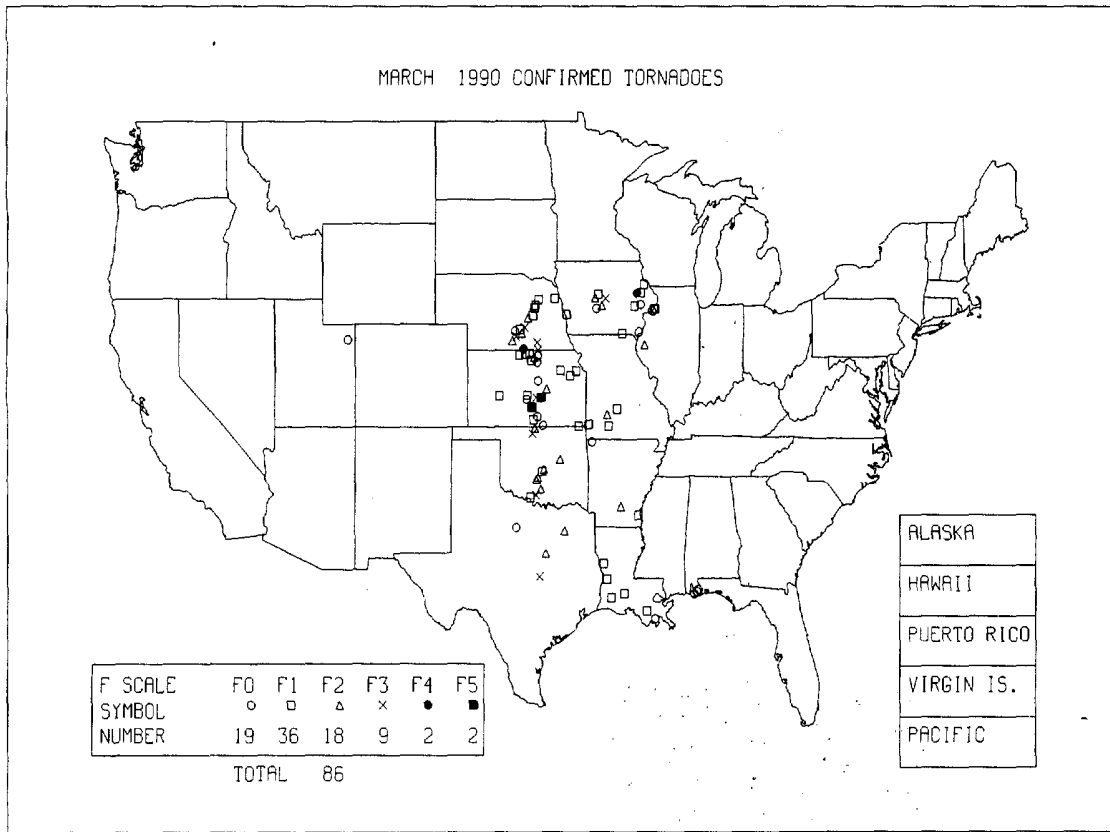 MARCH 1990 CONFIRMED TORNADOES
ALASKA
HAWAII
PUERTO RICO
VIRGIN IS.
PACIFIC
F SCALE F0 F1 F2 F3 F4 F5
SYMBOL ○ □ △ × ● ■
NUMBER 19 36 18 9 2 2
TOTAL 86